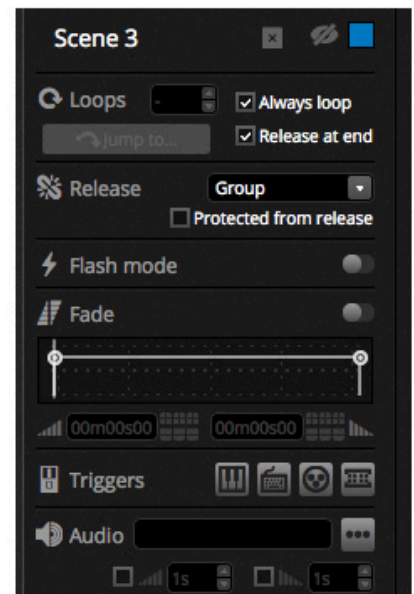 Scene 3
Loops - Always loop
Jump to... Release at end
Release Group
Protected from release
Flash mode
Fade
00m00s00 00m00s00
Triggers
Audio
1s 1s